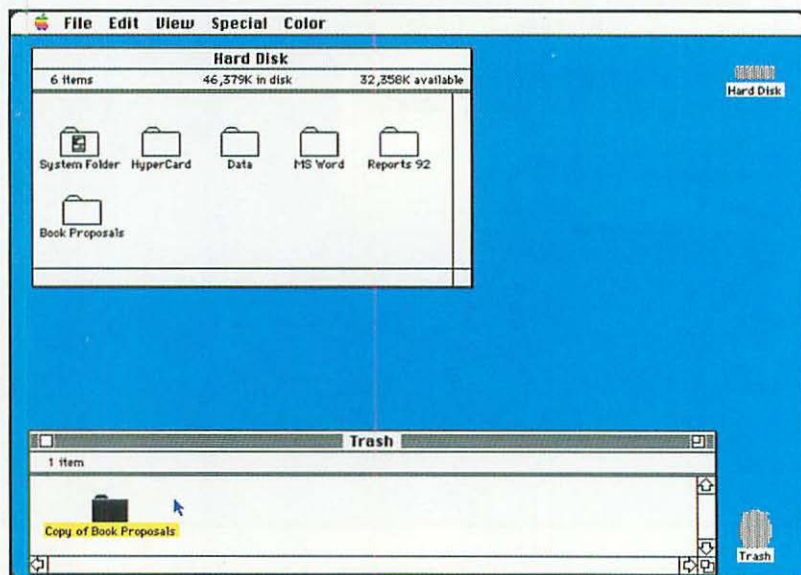 File Edit View Special Color
Hard Disk
6 items 46,379K in disk 32,358K available
Hard Disk
System Folder HyperCard Data MS Word Reports 92
Book Proposals
Trash
1 item
Copy of Book Proposals
Trash